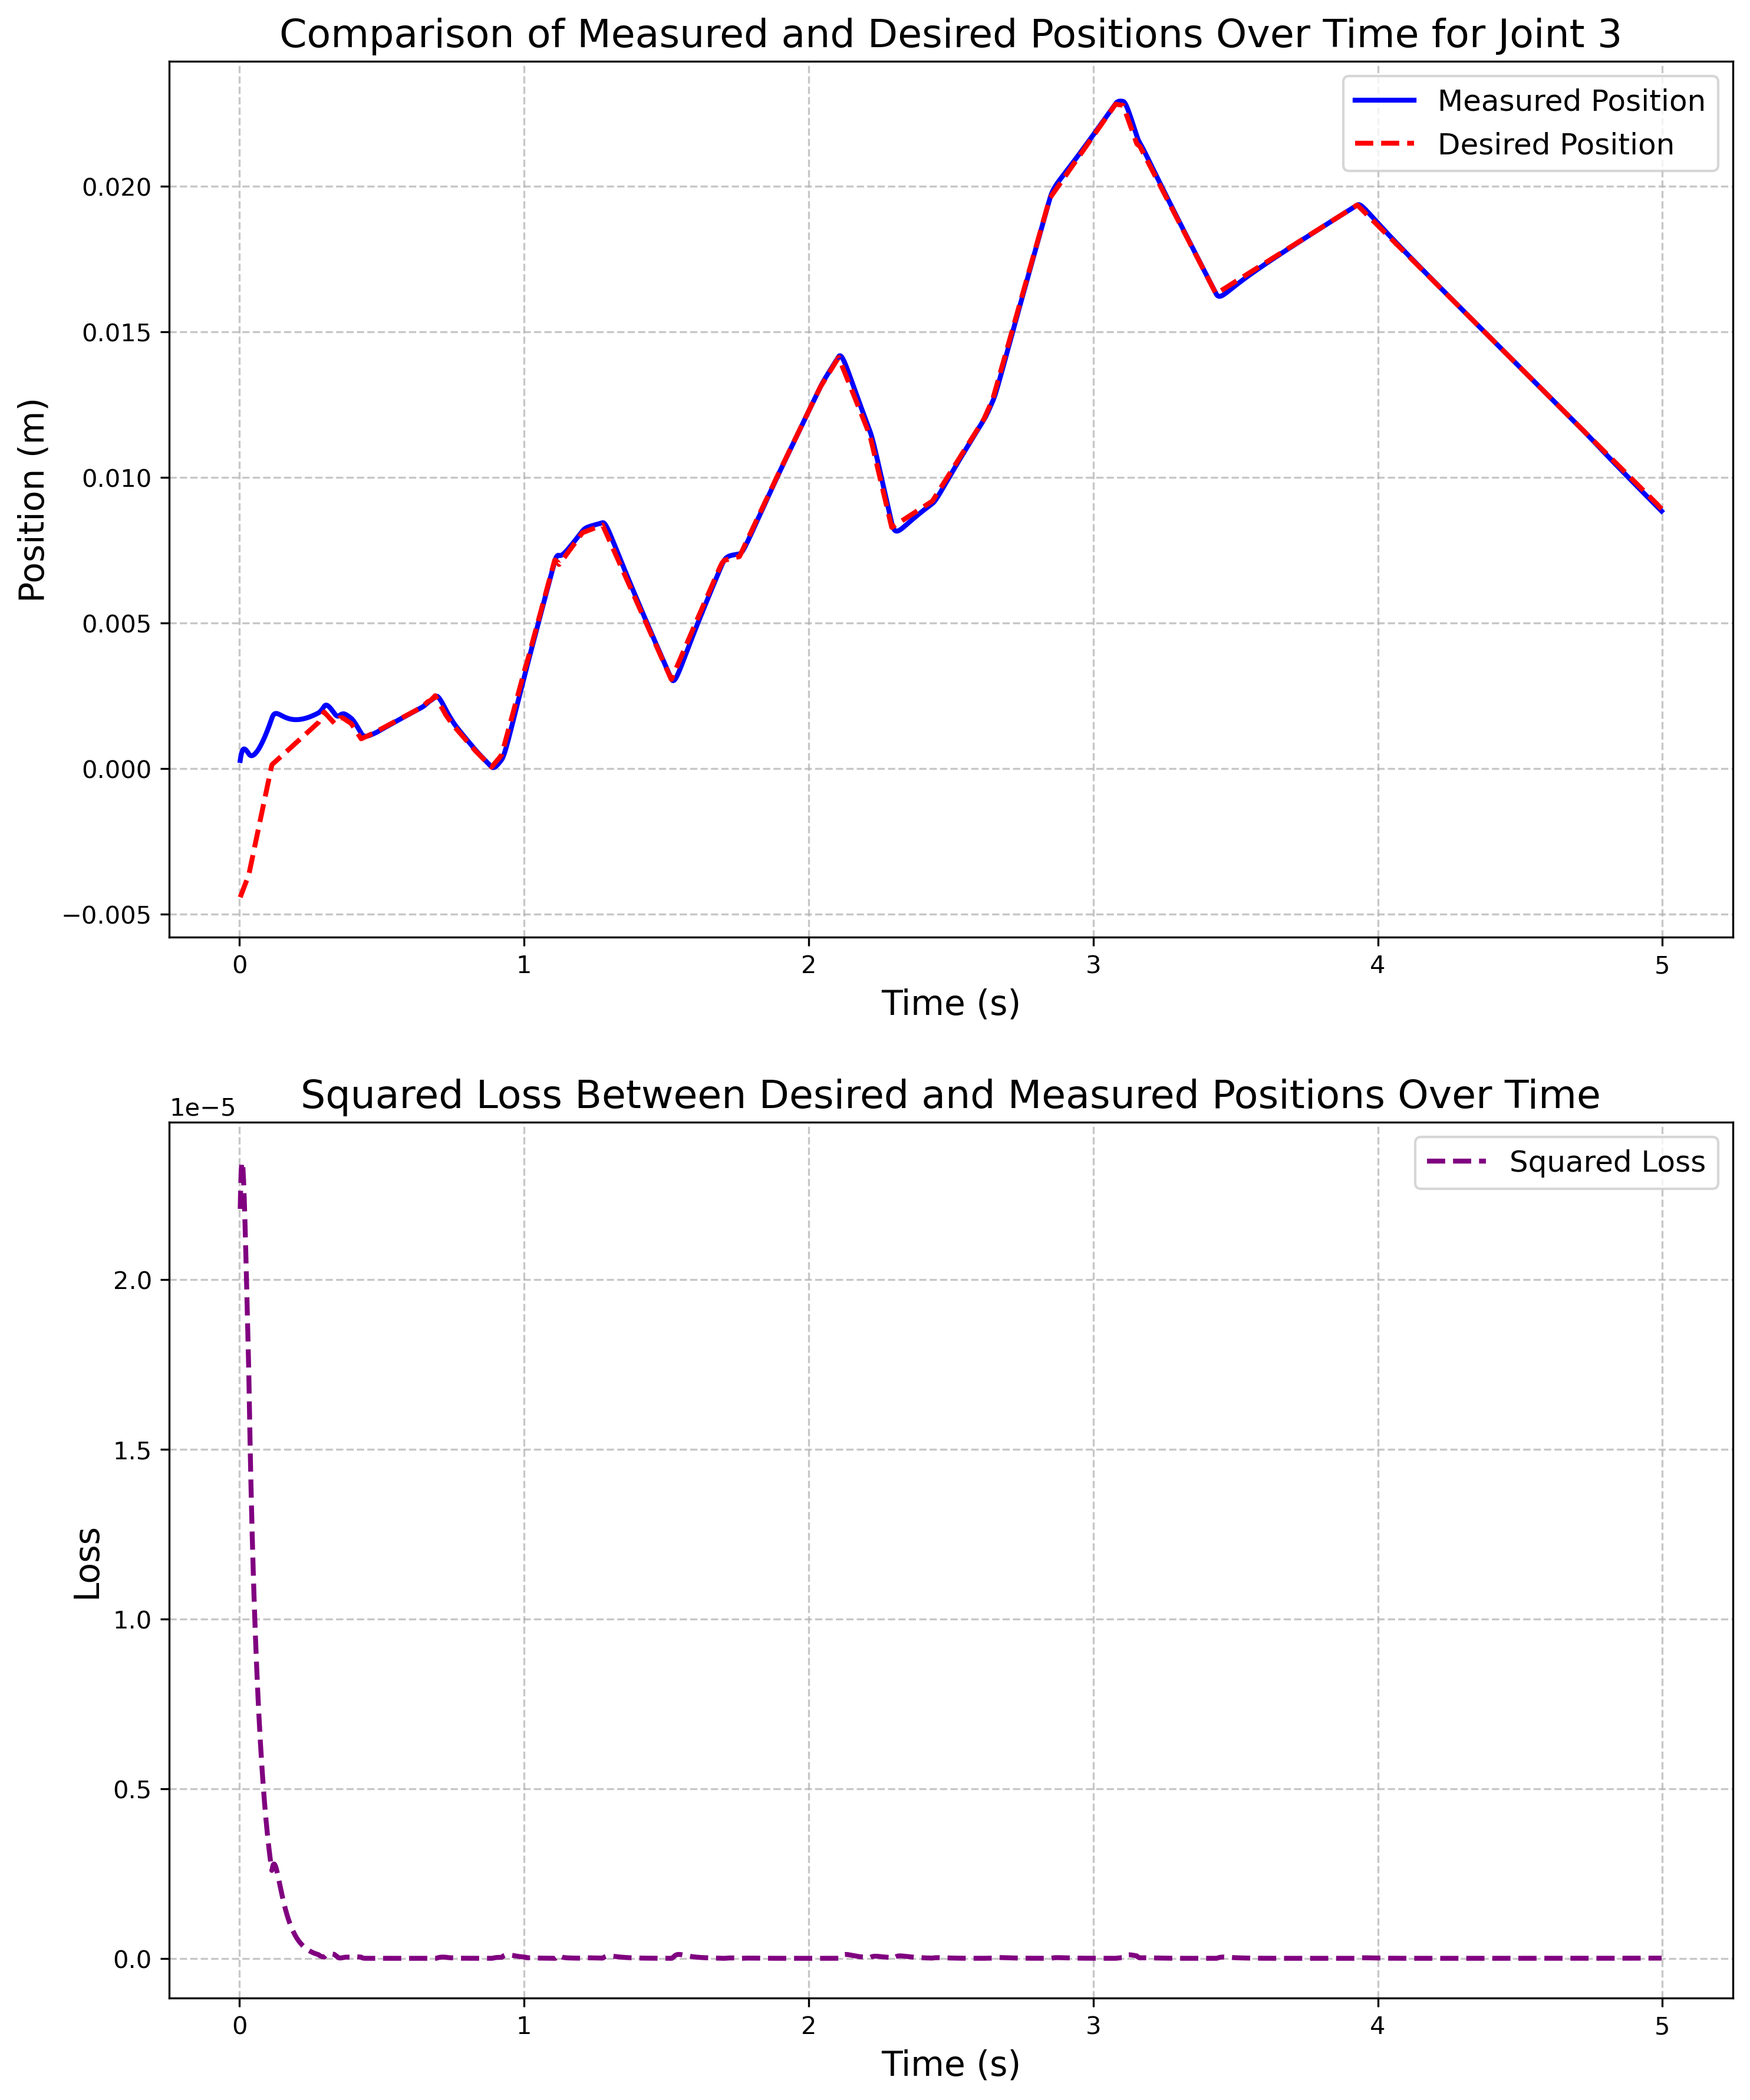 Comparison of Measured and Desired Positions Over Time for Joint 3
Measured Position
Desired Position
Position (m)
0.020
0.015
0.010
0.005
0.000
−0.005
0 1 2 3 4 5
Time (s)
Squared Loss Between Desired and Measured Positions Over Time
1e−5
Squared Loss
Loss
2.0
1.5
1.0
0.5
0.0
0 1 2 3 4 5
Time (s)